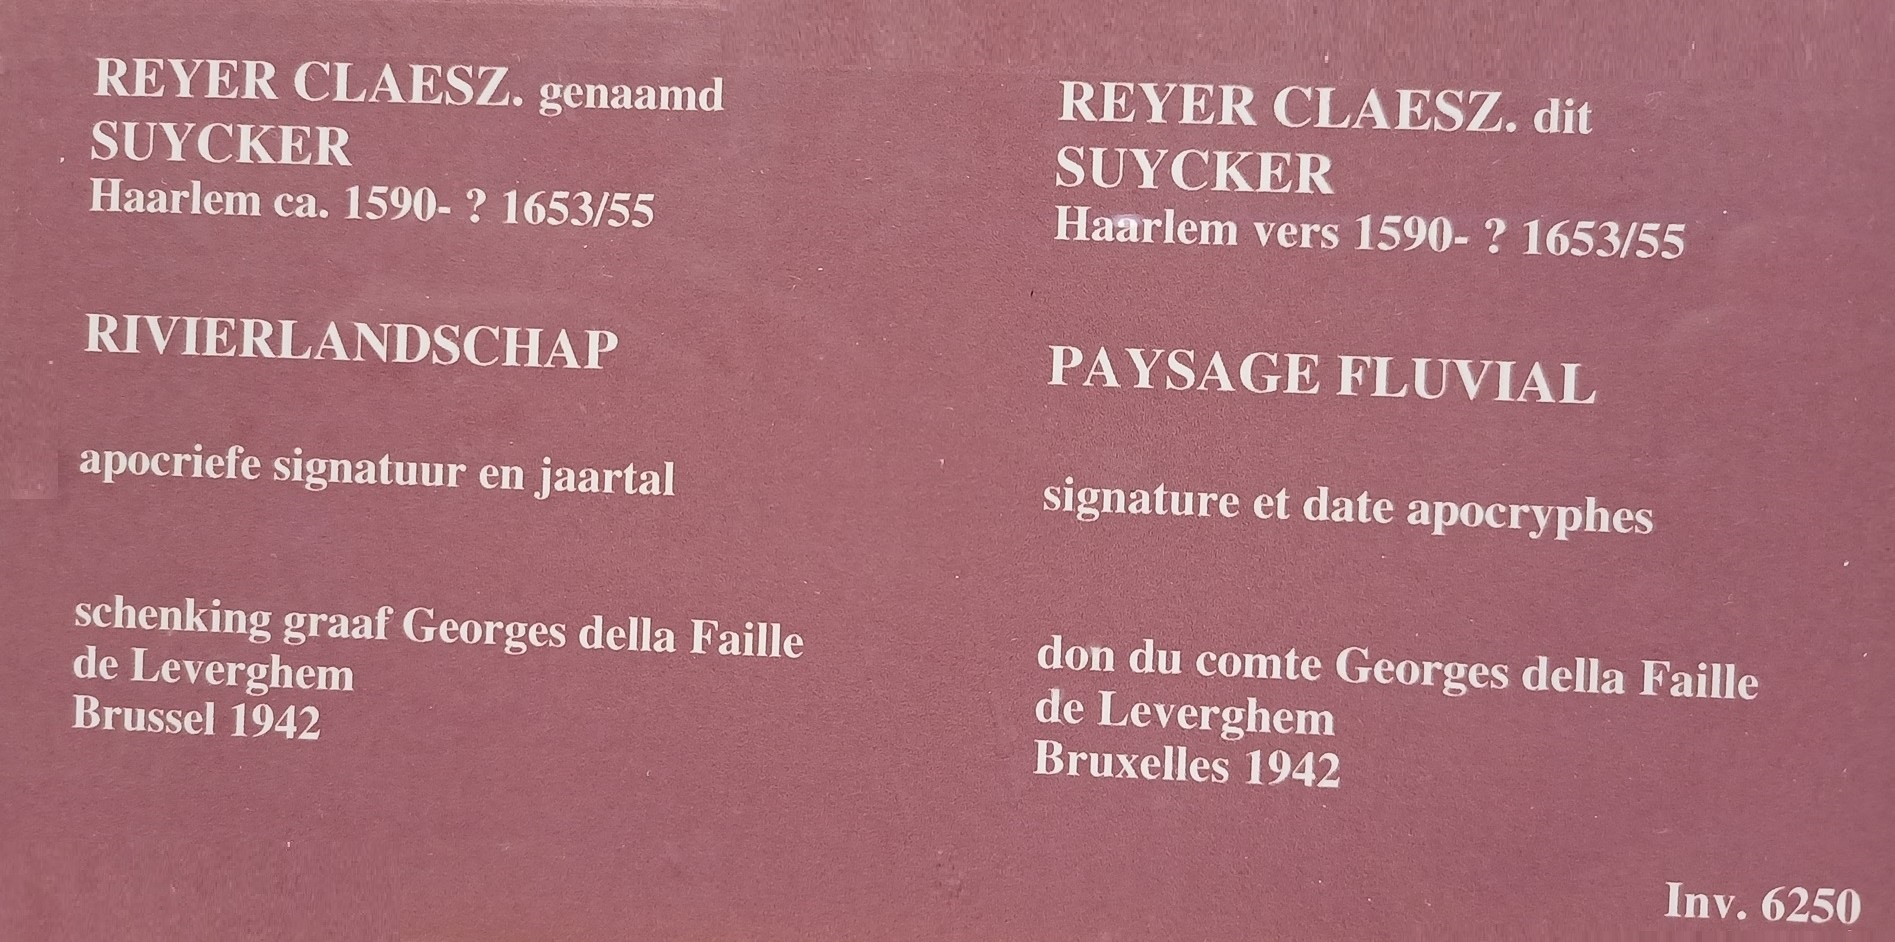 REYER CLAESZ. genaamd
SUYCKER
Haarlem ca. 1590- ? 1653/55
RIVIERLANDSCHAP
apocriefe signatuur en jaartal
schenking graaf Georges della Faille
de Leverghem
Brussel 1942
REYER CLAESZ. dit
SUYCKER
Haarlem vers 1590- ? 1653/55
PAYSAGE FLUVIAL
signature et date apocryphes
don du comte Georges della Faille
de Leverghem
Bruxelles 1942
Inv. 6250